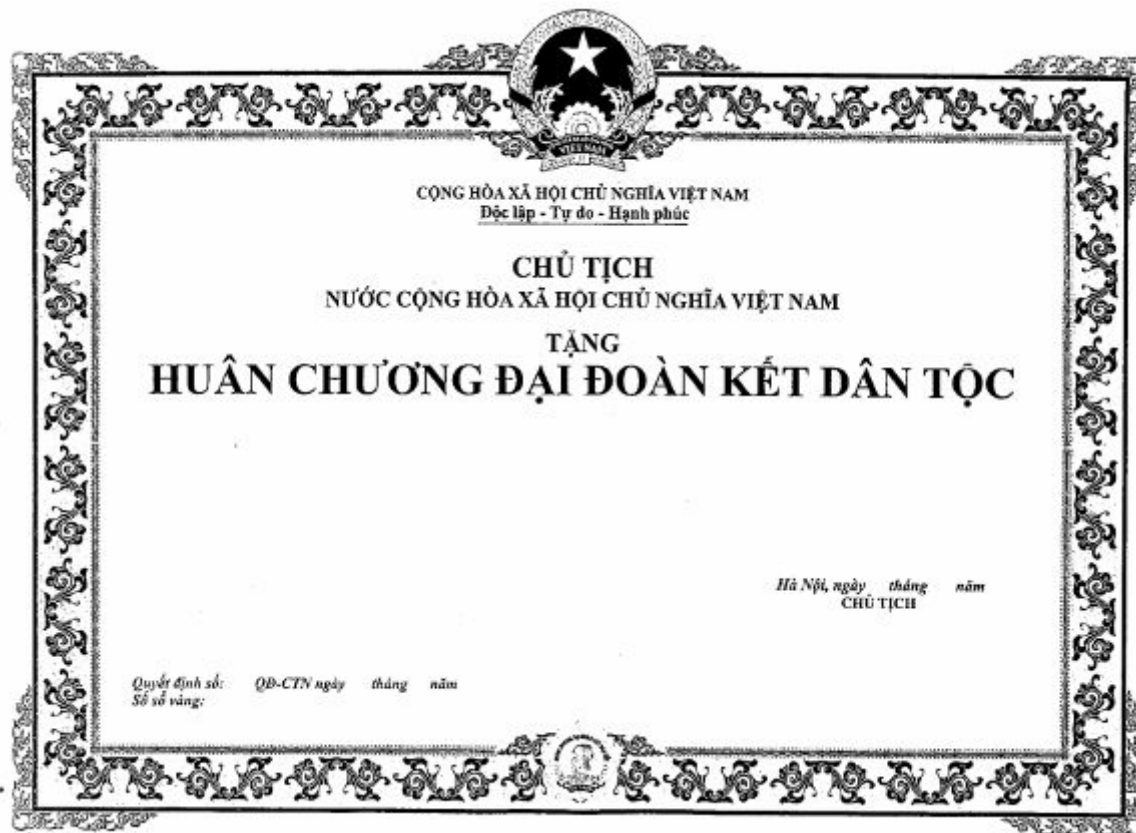 VIỆT NAM
CỘNG HÒA XÃ HỘI CHỦ NGHĨA VIỆT NAM
Độc lập - Tự do - Hạnh phúc
CHỦ TỊCH
NƯỚC CỘNG HÒA XÃ HỘI CHỦ NGHĨA VIỆT NAM
TẶNG
HUÂN CHƯƠNG ĐẠI ĐOÀN KẾT DÂN TỘC
Hà Nội, ngày tháng năm
CHỦ TỊCH
Quyết định số: QĐ-CTN ngày tháng năm
Số sổ vàng: